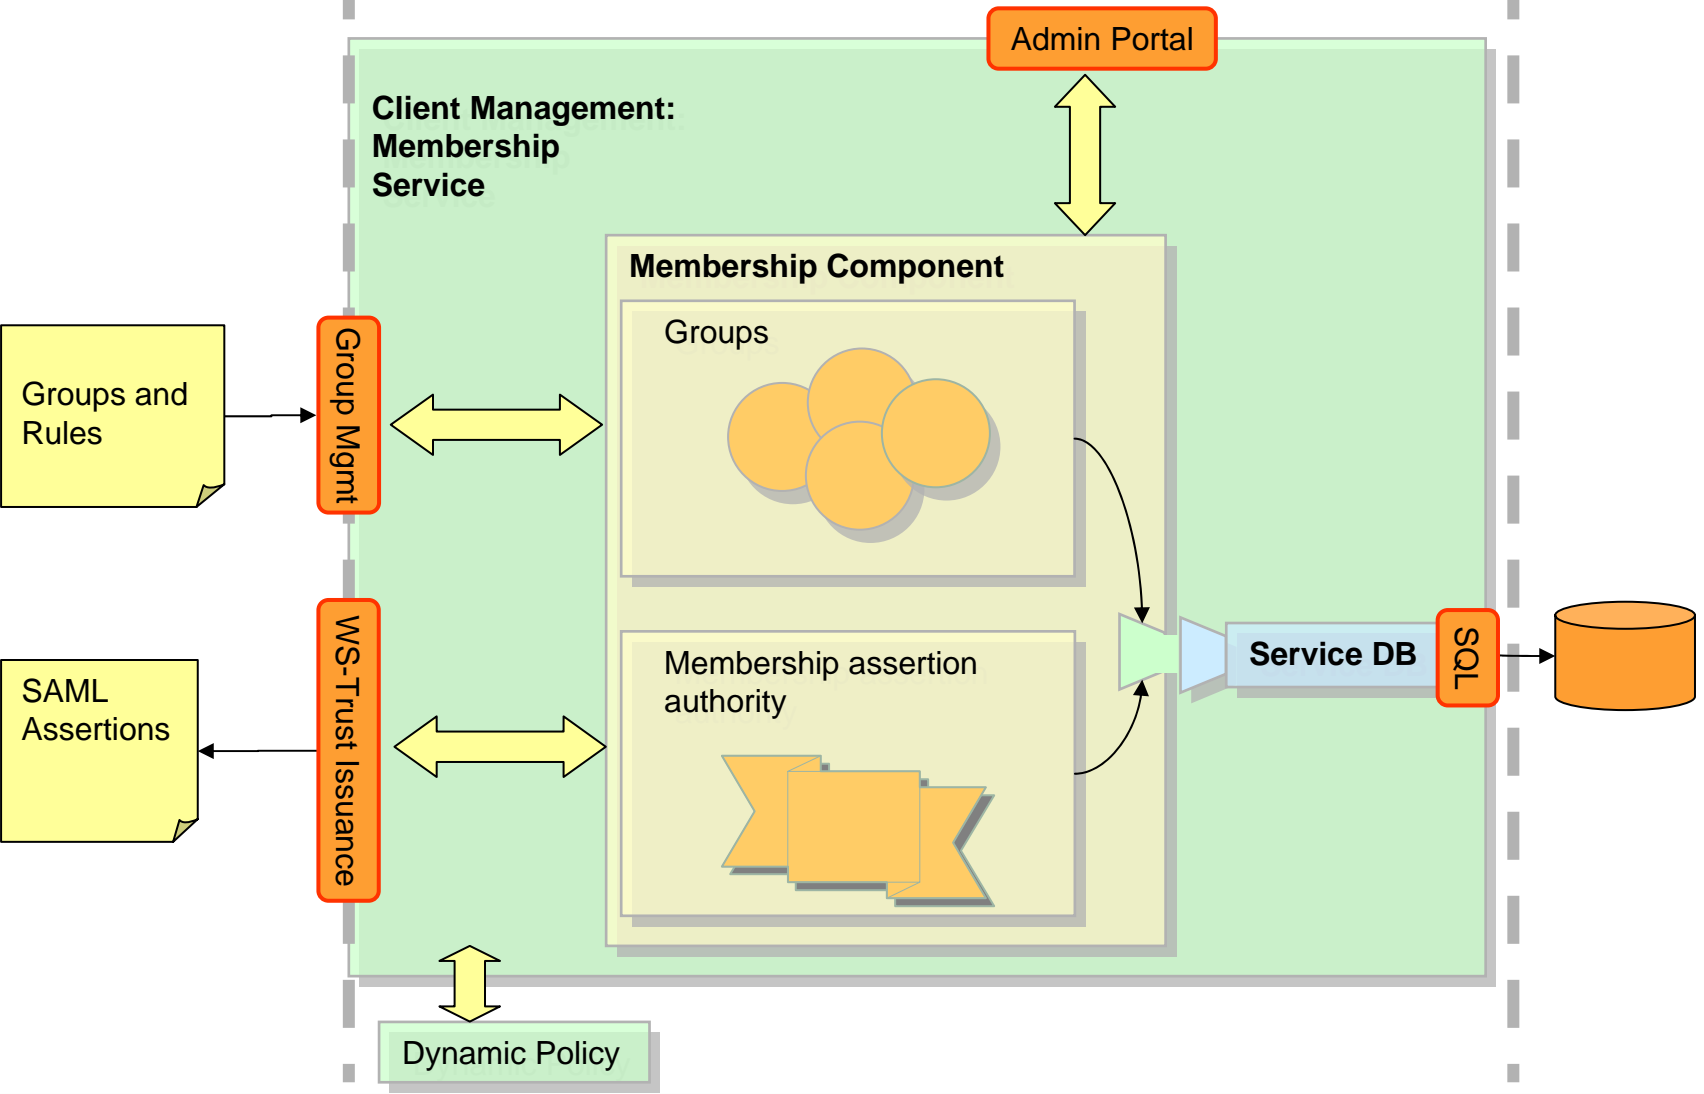 Admin Portal
Client Management:
Membership
Service
Membership Component
Groups
Groups and
Rules
Group Mgmt
Membership assertion
authority
Service DB
SQL
SAML
Assertions
WS-Trust Issuance
Dynamic Policy